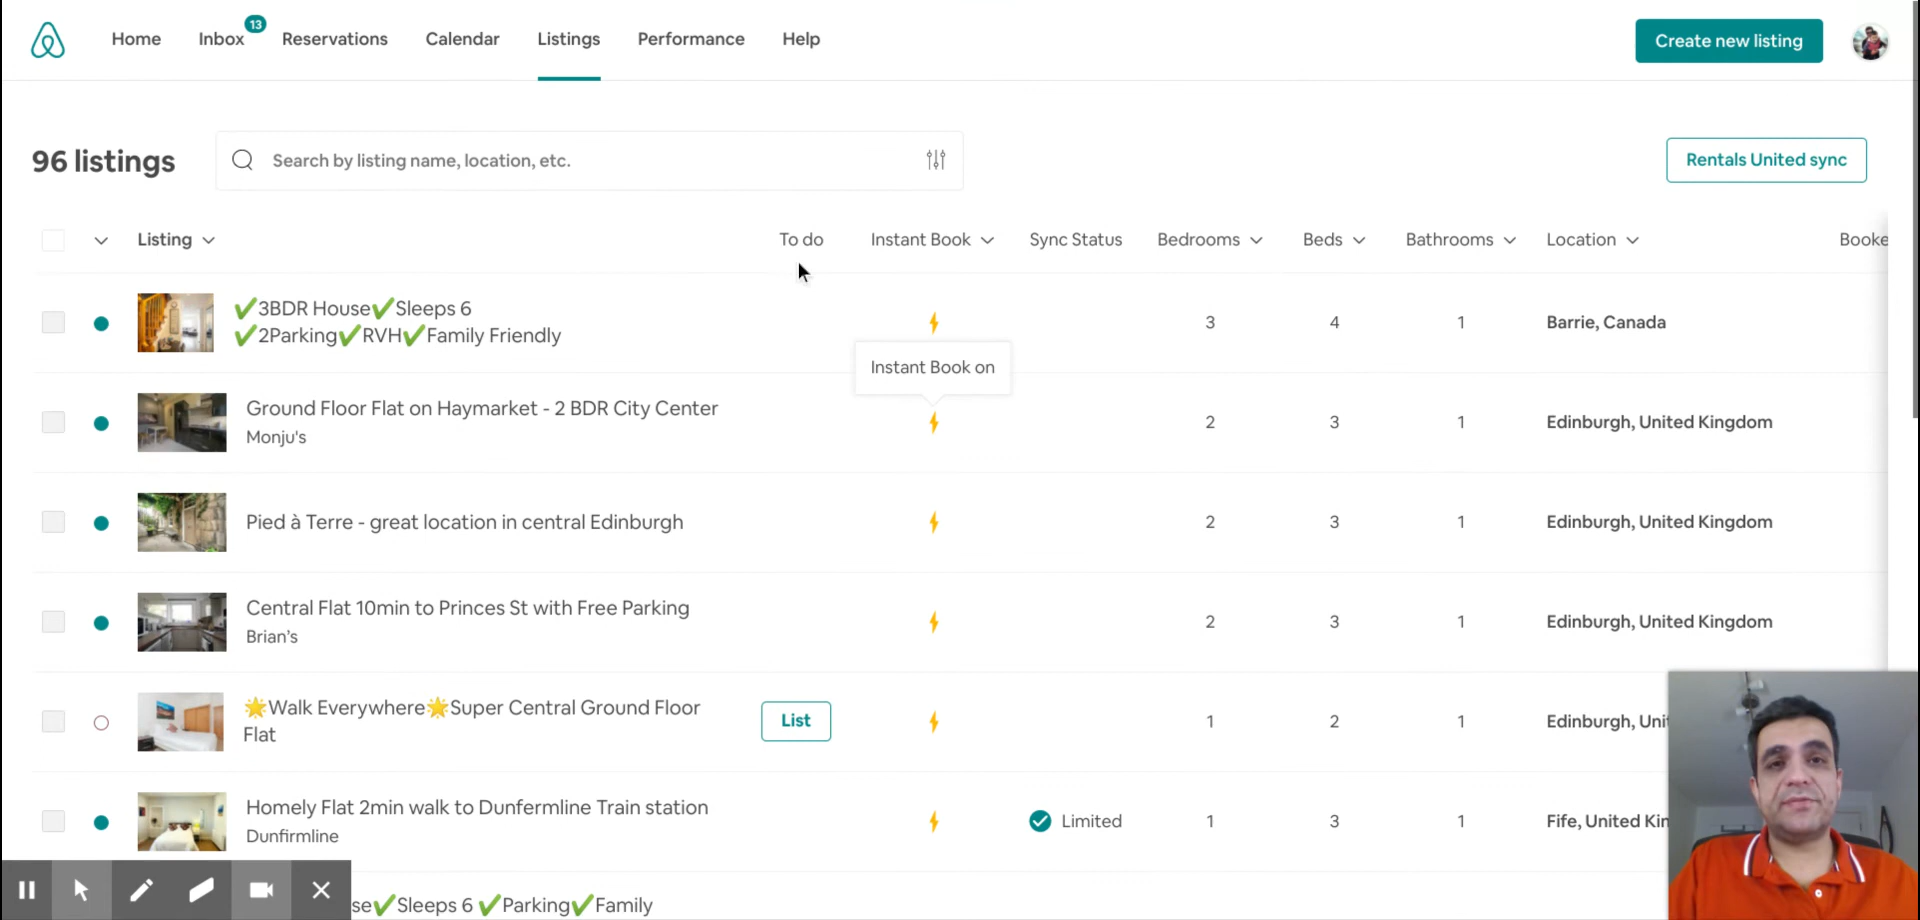 Home Inbox 13 Reservations Calendar Listings Performance Help Create new listing
96 listings Search by listing name, location, etc. Rentals United sync
Listing To do Instant Book Sync Status Bedrooms Beds Bathrooms Location Booke
✔3BDR House✔Sleeps 6
✔2Parking✔RVH✔Family Friendly
3 4 1 Barrie, Canada
Instant Book on
Ground Floor Flat on Haymarket - 2 BDR City Center
Monju's
2 3 1 Edinburgh, United Kingdom
Pied à Terre - great location in central Edinburgh
2 3 1 Edinburgh, United Kingdom
Central Flat 10min to Princes St with Free Parking
Brian’s
2 3 1 Edinburgh, United Kingdom
🌟Walk Everywhere🌟Super Central Ground Floor
Flat
List 1 2 1 Edinburgh, Uni
Homely Flat 2min walk to Dunfermline Train station
Dunfirmline
Limited 1 3 1 Fife, United Kin
se✔Sleeps 6 ✔Parking✔Family